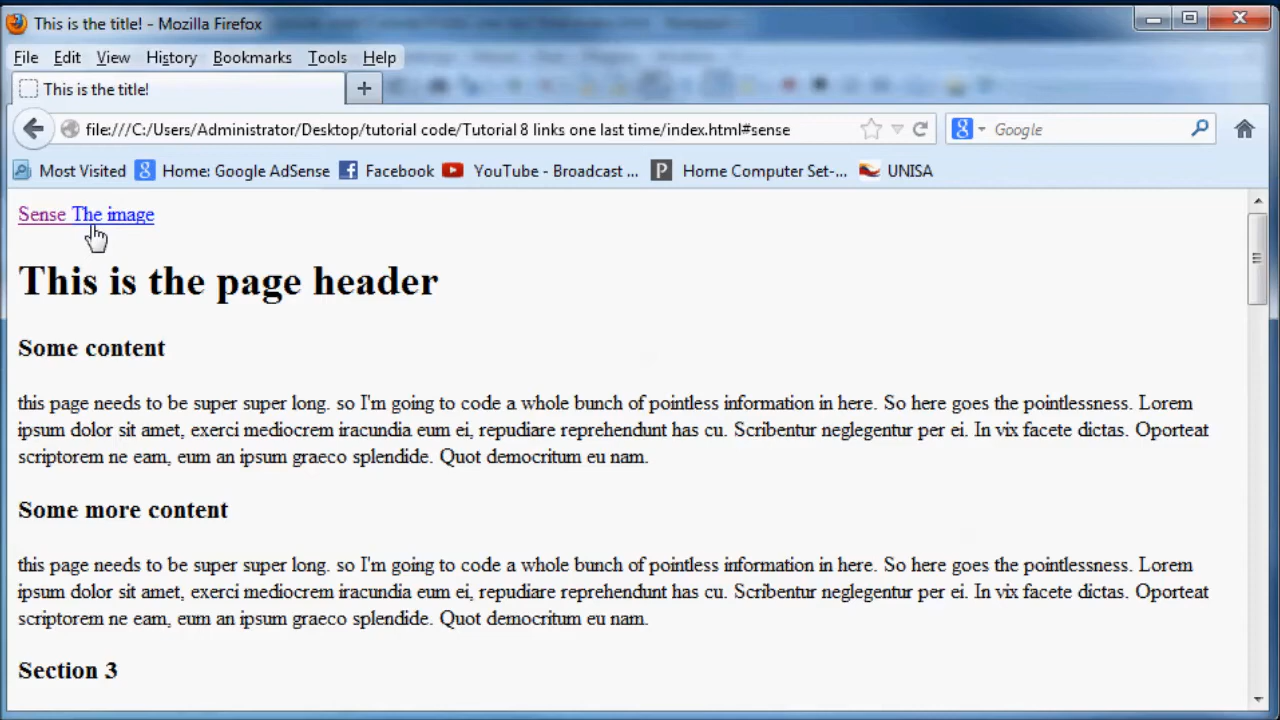 This is the title! - Mozilla Firefox
File Edit View History Bookmarks Tools Help
This is the title!
file:///C:/Users/Administrator/Desktop/tutorial code/Tutorial 8 links one last time/index.html#sense
Google
Most Visited Home: Google AdSense Facebook YouTube - Broadcast ... Home Computer Set-... UNISA
Sense The image
This is the page header
Some content
this page needs to be super super long. so I'm going to code a whole bunch of pointless information in here. So here goes the pointlessness. Lorem
ipsum dolor sit amet, exerci mediocrem iracundia eum ei, repudiare reprehendunt has cu. Scribentur neglegentur per ei. In vix facete dictas. Oporteat
scriptorem ne eam, eum an ipsum graeco splendide. Quot democritum eu nam.
Some more content
this page needs to be super super long. so I'm going to code a whole bunch of pointless information in here. So here goes the pointlessness. Lorem
ipsum dolor sit amet, exerci mediocrem iracundia eum ei, repudiare reprehendunt has cu. Scribentur neglegentur per ei. In vix facete dictas. Oporteat
scriptorem ne eam, eum an ipsum graeco splendide. Quot democritum eu nam.
Section 3